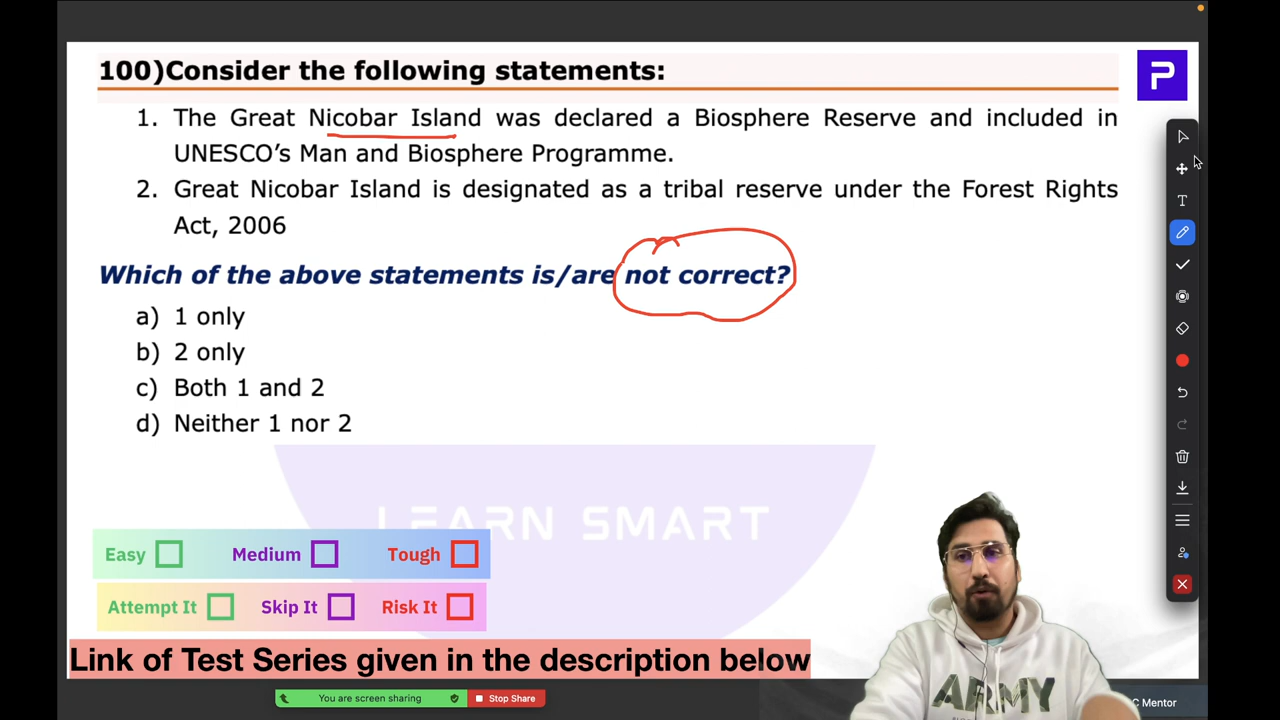 100)Consider the following statements:
1. The Great Nicobar Island was declared a Biosphere Reserve and included in
UNESCO’s Man and Biosphere Programme.
2. Great Nicobar Island is designated as a tribal reserve under the Forest Rights
Act, 2006
Which of the above statements is/are not correct?
a) 1 only
b) 2 only
c) Both 1 and 2
d) Neither 1 nor 2
LEARN SMART
Easy Medium Tough
Attempt It Skip It Risk It
Link of Test Series given in the description below
You are screen sharing Stop Share
ARMY
C Mentor